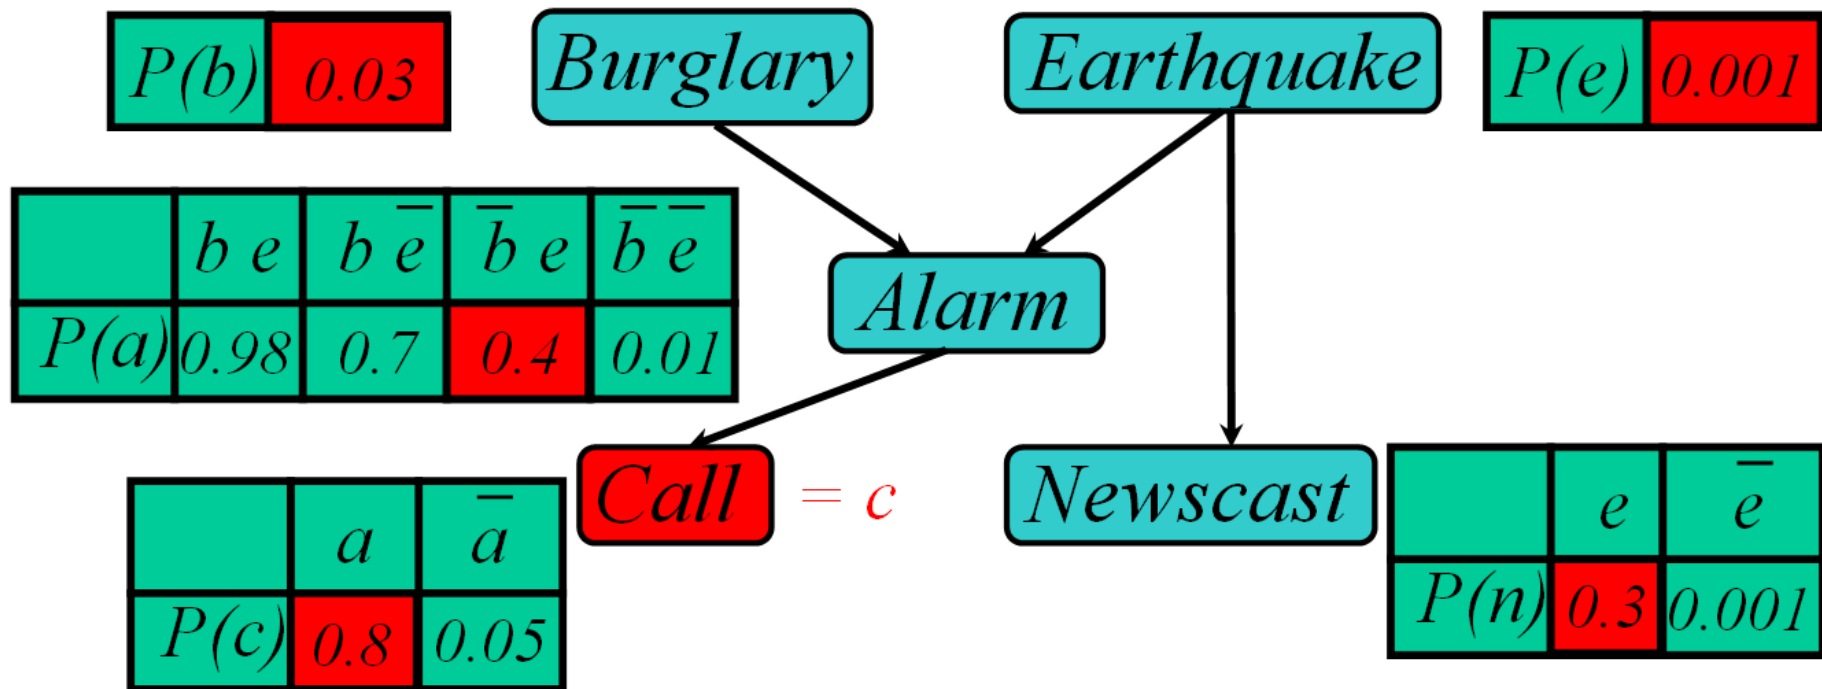 P(b) 0.03
Burglary
Earthquake
P(e) 0.001
b e b e̅ b̅ e b̅ e̅
P(a) 0.98 0.7 0.4 0.01
Alarm
Call = c
Newscast
a a̅
P(c) 0.8 0.05
e e̅
P(n) 0.3 0.001